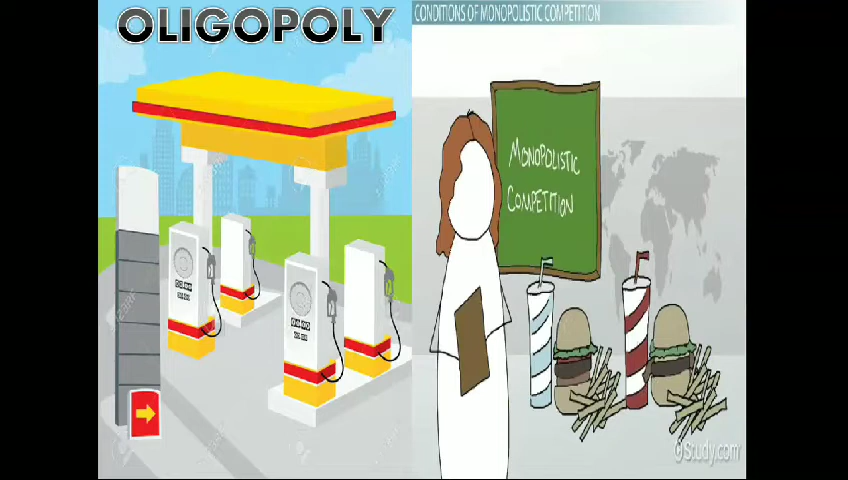 OLIGOPOLY
CONDITIONS OF MONOPOLISTIC COMPETITION
MONOPOLISTIC
COMPETITION
Study.com